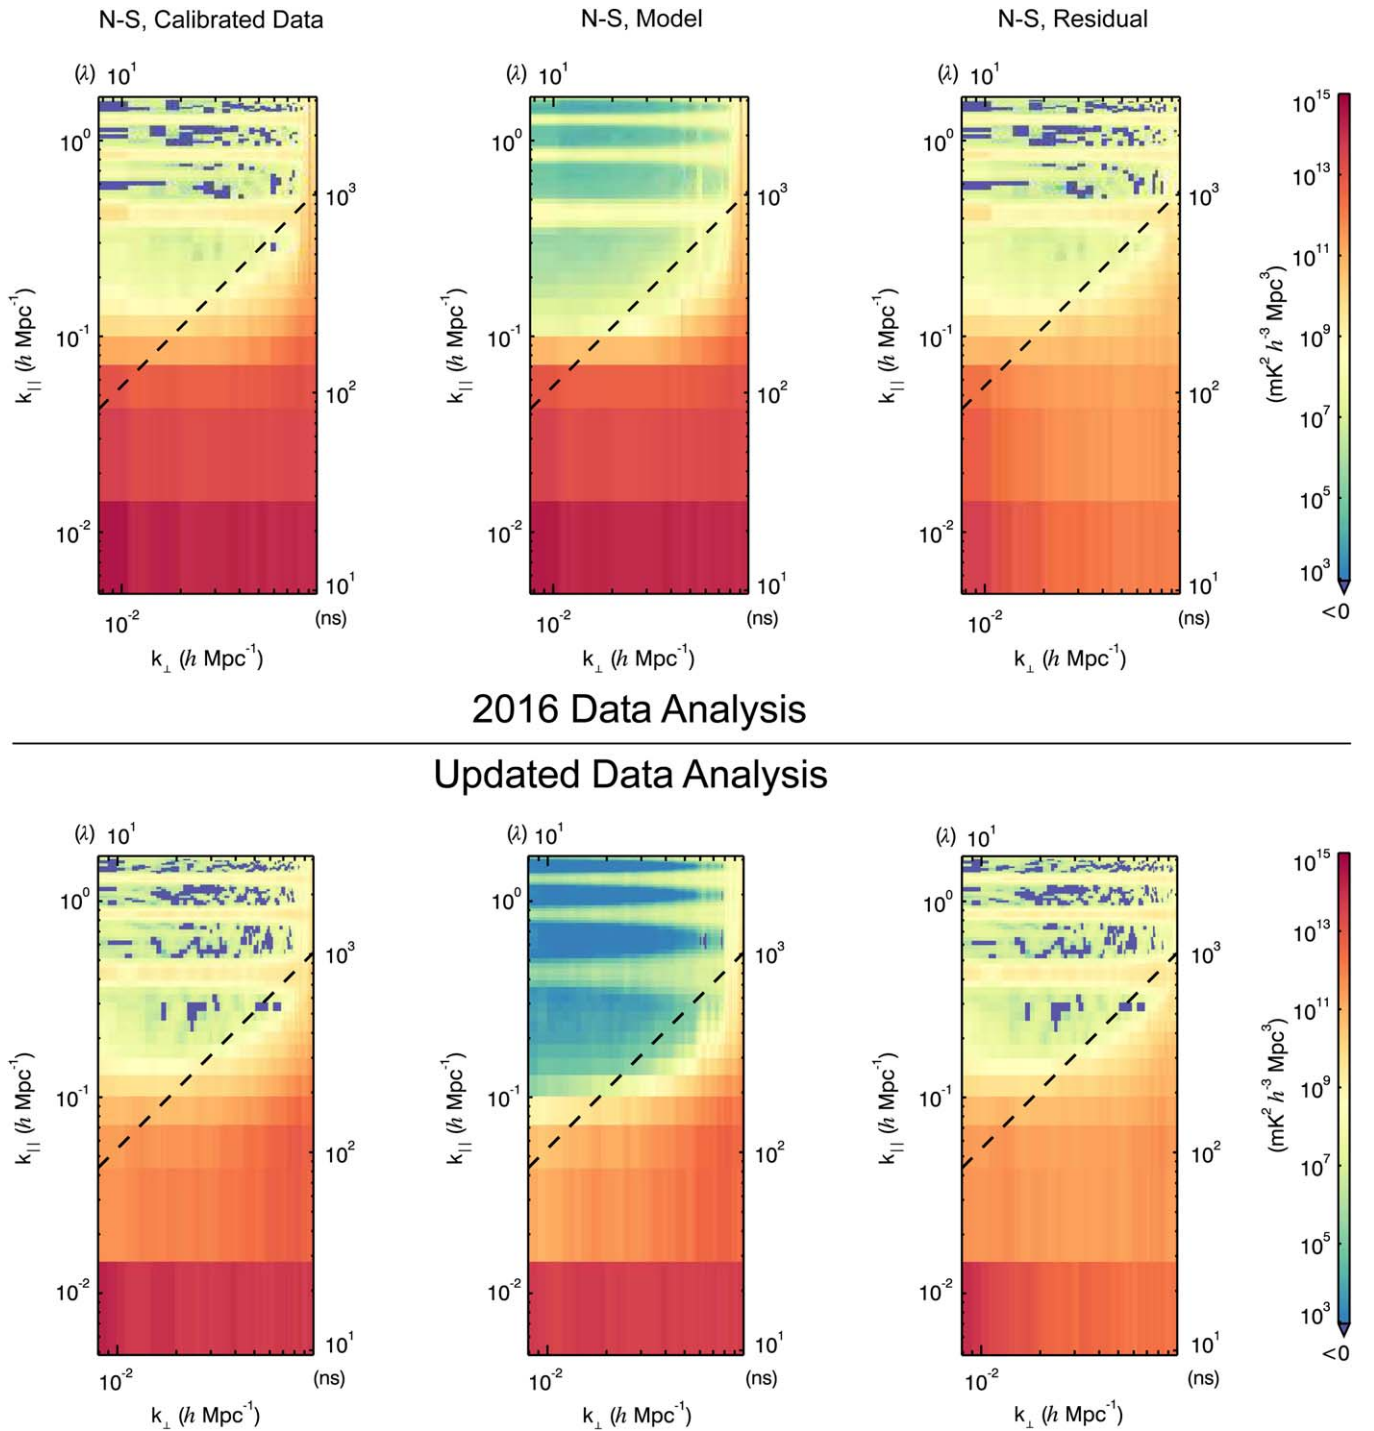 N-S, Calibrated Data
N-S, Model
N-S, Residual
(λ) 10¹
(λ) 10¹
(λ) 10¹
10⁰
10⁻¹
10⁻²
k|| (h Mpc⁻¹)
10³
10²
10¹
10⁻²
(ns)
k⊥ (h Mpc⁻¹)
10⁰
10⁻¹
10⁻²
k|| (h Mpc⁻¹)
10³
10²
10¹
10⁻²
(ns)
k⊥ (h Mpc⁻¹)
10⁰
10⁻¹
10⁻²
k|| (h Mpc⁻¹)
10³
10²
10¹
10⁻²
(ns)
k⊥ (h Mpc⁻¹)
10¹⁵
10¹³
10¹¹
10⁹
10⁷
10⁵
10³
<0
(mK² h⁻³ Mpc³)
2016 Data Analysis
Updated Data Analysis
(λ) 10¹
(λ) 10¹
(λ) 10¹
10⁰
10⁻¹
10⁻²
k|| (h Mpc⁻¹)
10³
10²
10¹
10⁻²
(ns)
k⊥ (h Mpc⁻¹)
10⁰
10⁻¹
10⁻²
k|| (h Mpc⁻¹)
10³
10²
10¹
10⁻²
(ns)
k⊥ (h Mpc⁻¹)
10⁰
10⁻¹
10⁻²
k|| (h Mpc⁻¹)
10³
10²
10¹
10⁻²
(ns)
k⊥ (h Mpc⁻¹)
10¹⁵
10¹³
10¹¹
10⁹
10⁷
10⁵
10³
<0
(mK² h⁻³ Mpc³)